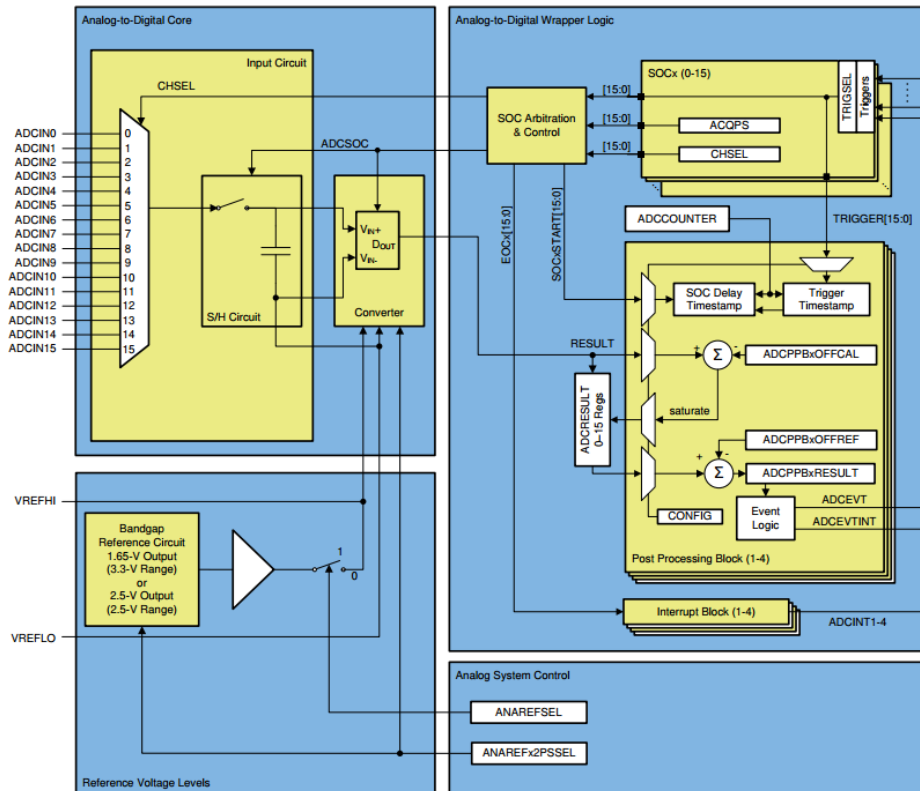 Analog-to-Digital Core
Input Circuit
CHSEL
ADCIN0
ADCIN1
ADCIN2
ADCIN3
ADCIN4
ADCIN5
ADCIN6
ADCIN7
ADCIN8
ADCIN9
ADCIN10
ADCIN11
ADCIN12
ADCIN13
ADCIN14
ADCIN15
0
1
2
3
4
5
6
7
8
9
10
11
12
13
14
15
ADCSOC
S/H Circuit
VIN+
DOUT
VIN-
Converter
Analog-to-Digital Wrapper Logic
SOCx (0-15)
[15:0]
[15:0]
[15:0]
SOC Arbitration
& Control
ACQPS
CHSEL
TRIGSEL
Triggers
EOCx[15:0]
SOCxSTART[15:0]
ADCCOUNTER
TRIGGER[15:0]
SOC Delay
Timestamp
Trigger
Timestamp
RESULT
+
Σ
-
ADCPPBxOFFCAL
saturate
ADCRESULT
0–15 Regs
ADCPPBxOFFREF
+
-
Σ
ADCPPBxRESULT
CONFIG
Event
Logic
ADCEVT
ADCEVTINT
Post Processing Block (1-4)
Interrupt Block (1-4)
ADCINT1-4
VREFHI
Bandgap
Reference Circuit
1.65-V Output
(3.3-V Range)
or
2.5-V Output
(2.5-V Range)
1
0
VREFLO
Reference Voltage Levels
Analog System Control
ANAREFSEL
ANAREFx2PSSEL